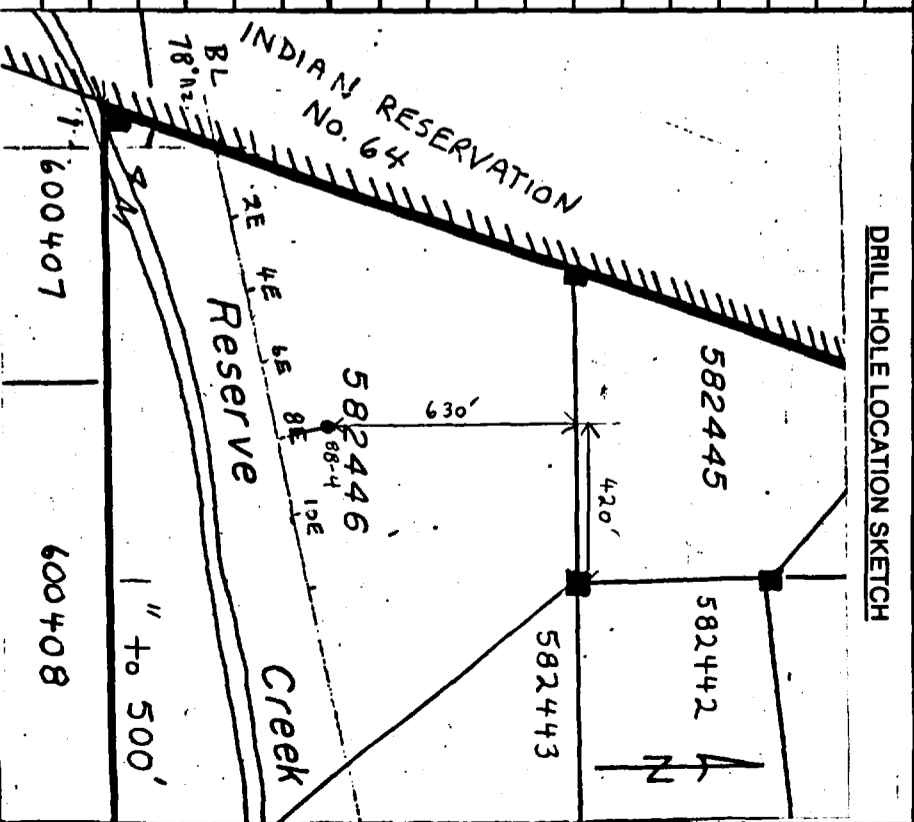 DRILL HOLE LOCATION SKETCH
INDIAN RESERVATION
No. 64
582445
582442
582443
N
420'
630'
582446
88-4
BL
78° Az.
2E
4E
6E
8E
10E
Reserve
Creek
1" to 500'
600407
600408